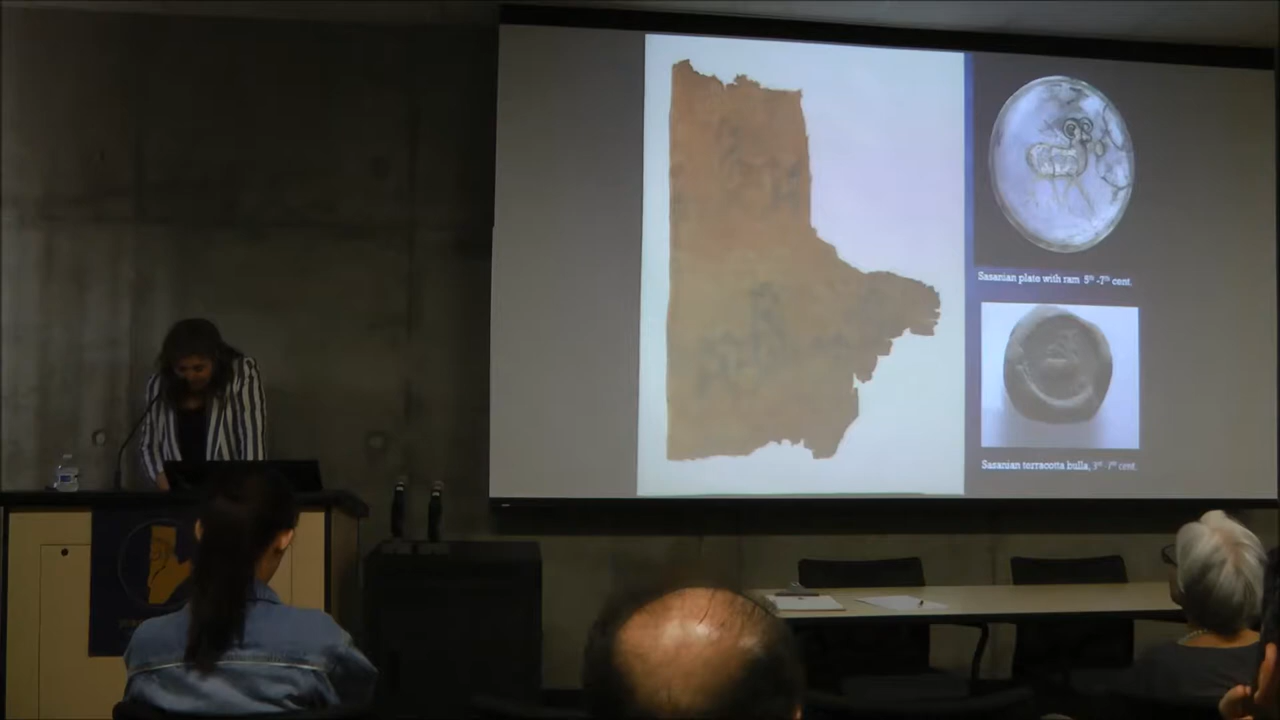 Sasanian plate with ram 5th -7th cent.
Sasanian terracotta bulla, 3rd -7th cent.